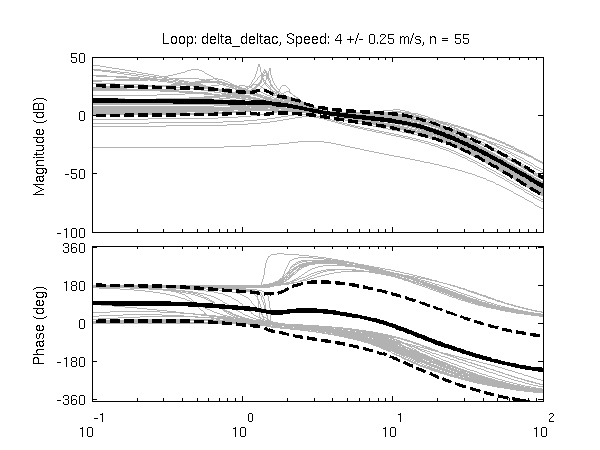 Loop: delta_deltac, Speed: 4 +/- 0.25 m/s, n = 55
50
0
-50
-100
Magnitude (dB)
360
180
0
-180
-360
Phase (deg)
-1 0 1 2
10 10 10 10